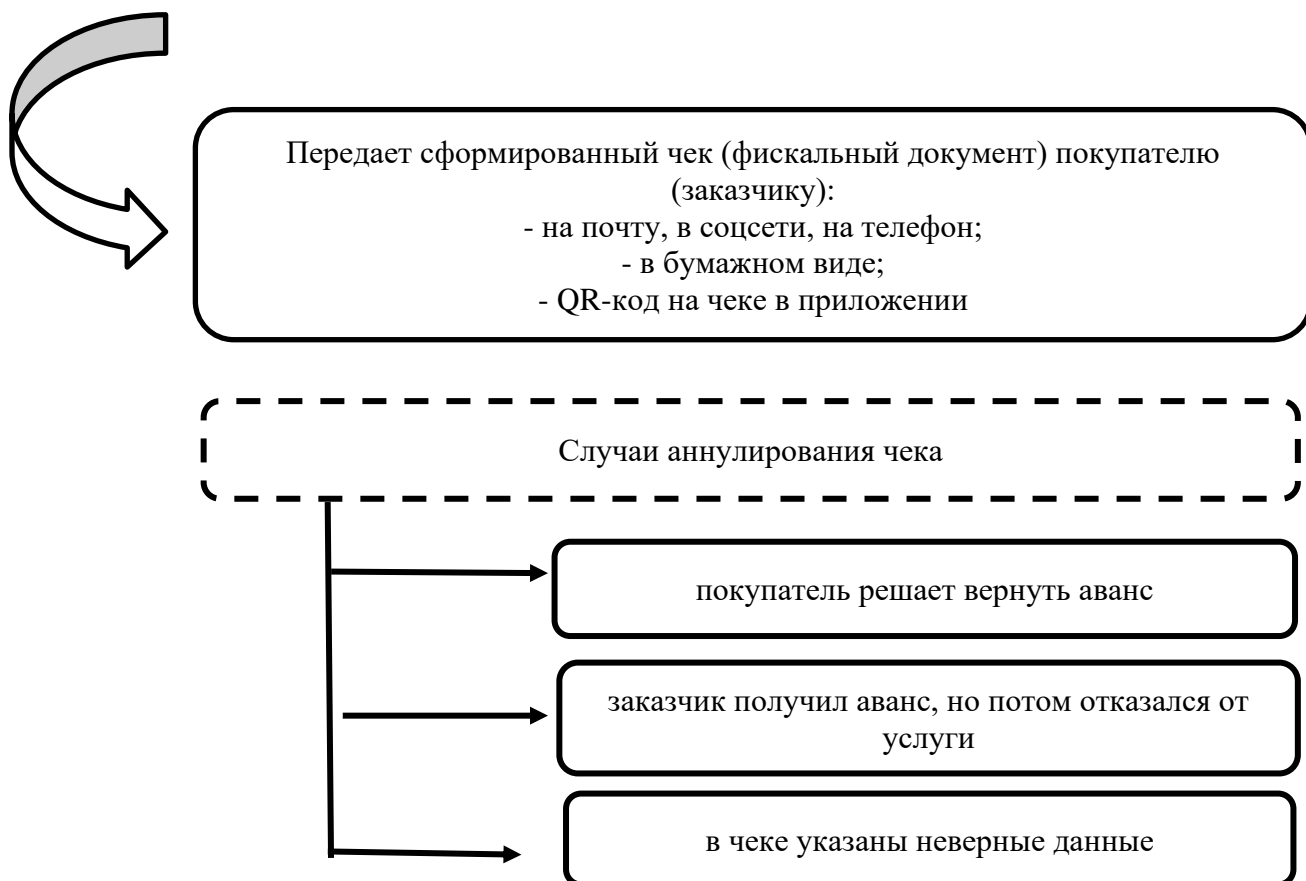 Передает сформированный чек (фискальный документ) покупателю
(заказчику):
- на почту, в соцсети, на телефон;
- в бумажном виде;
- QR-код на чеке в приложении
Случаи аннулирования чека
покупатель решает вернуть аванс
заказчик получил аванс, но потом отказался от
услуги
в чеке указаны неверные данные